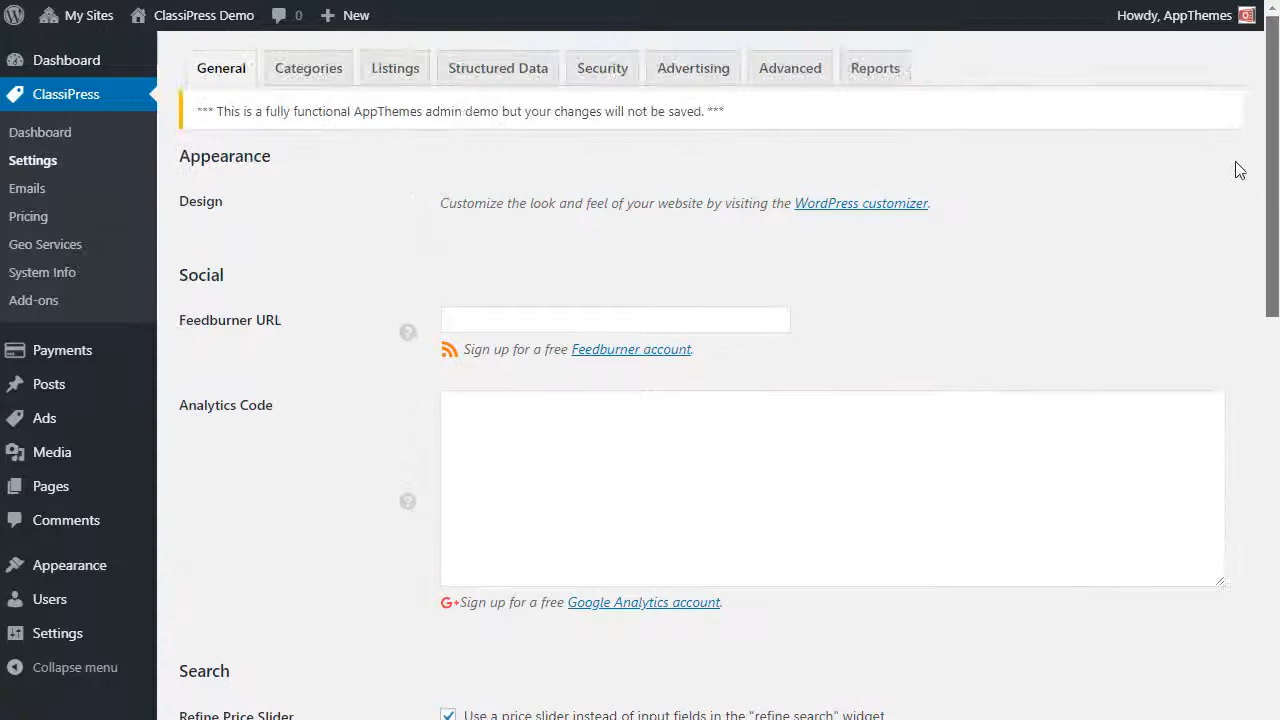 My Sites ClassiPress Demo 0 New Howdy, AppThemes
Dashboard
ClassiPress
Dashboard
Settings
Emails
Pricing
Geo Services
System Info
Add-ons
Payments
Posts
Ads
Media
Pages
Comments
Appearance
Users
Settings
Collapse menu
General Categories Listings Structured Data Security Advertising Advanced Reports
*** This is a fully functional AppThemes admin demo but your changes will not be saved. ***
Appearance
Design Customize the look and feel of your website by visiting the WordPress customizer.
Social
Feedburner URL
Sign up for a free Feedburner account.
Analytics Code
G+Sign up for a free Google Analytics account.
Search
Refine Price Slider Use a price slider instead of input fields in the "refine search" widget